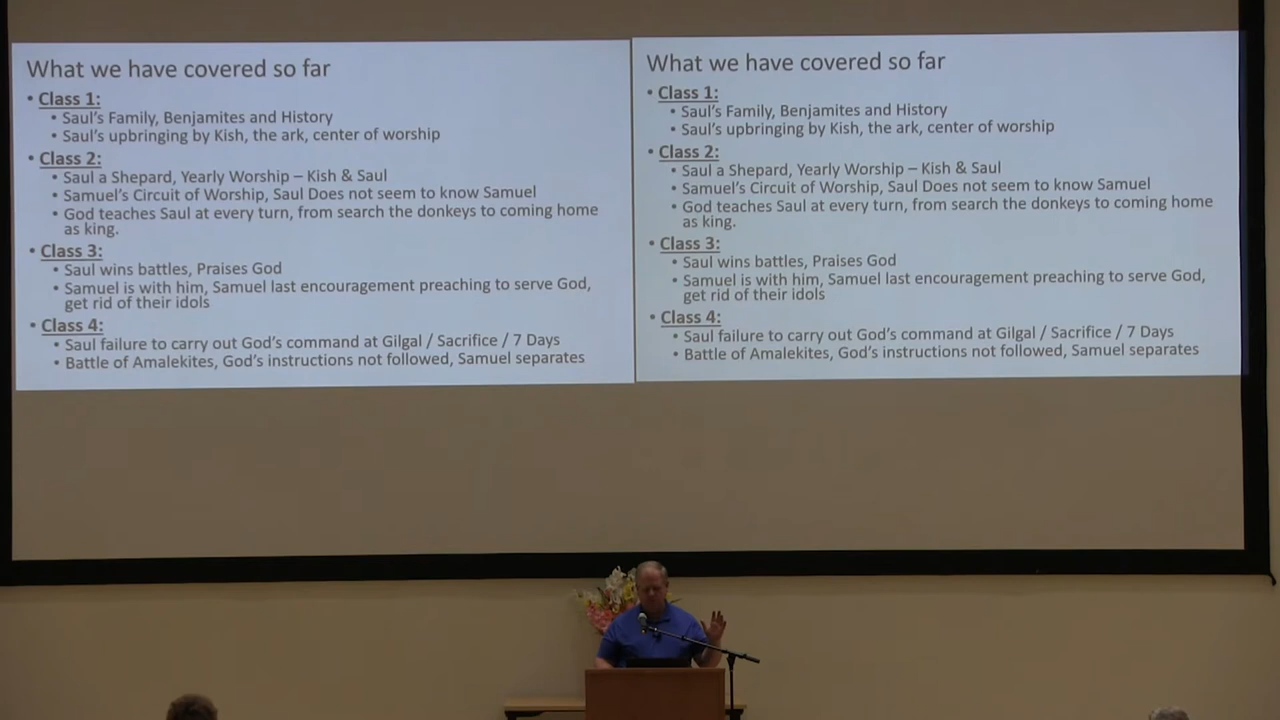 What we have covered so far
• Class 1:
• Saul's Family, Benjamites and History
• Saul's upbringing by Kish, the ark, center of worship
• Class 2:
• Saul a Shepard, Yearly Worship – Kish & Saul
• Samuel's Circuit of Worship, Saul Does not seem to know Samuel
• God teaches Saul at every turn, from search the donkeys to coming home
as king.
• Class 3:
• Saul wins battles, Praises God
• Samuel is with him, Samuel last encouragement preaching to serve God,
get rid of their idols
• Class 4:
• Saul failure to carry out God's command at Gilgal / Sacrifice / 7 Days
• Battle of Amalekites, God's instructions not followed, Samuel separates
What we have covered so far
• Class 1:
• Saul's Family, Benjamites and History
• Saul's upbringing by Kish, the ark, center of worship
• Class 2:
• Saul a Shepard, Yearly Worship – Kish & Saul
• Samuel's Circuit of Worship, Saul Does not seem to know Samuel
• God teaches Saul at every turn, from search the donkeys to coming home
as king.
• Class 3:
• Saul wins battles, Praises God
• Samuel is with him, Samuel last encouragement preaching to serve God,
get rid of their idols
• Class 4:
• Saul failure to carry out God's command at Gilgal / Sacrifice / 7 Days
• Battle of Amalekites, God's instructions not followed, Samuel separates